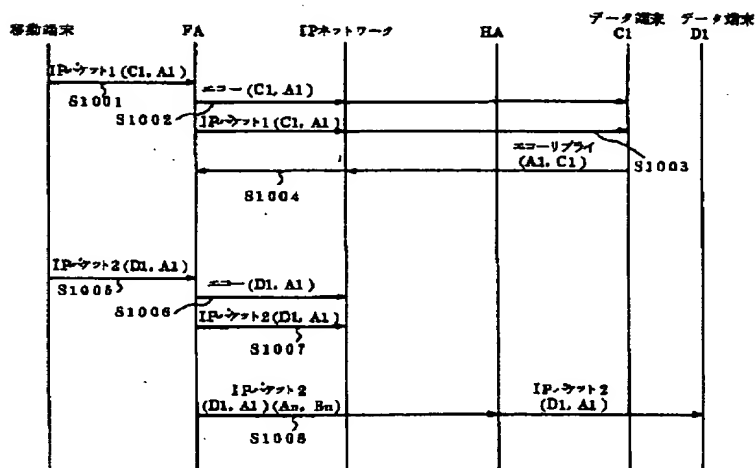 移動端末
FA
IPネットワーク
HA
データ端末
C1
データ端末
D1
IPパケット1(C1, A1)
S1001
エコー(C1, A1)
S1002
IPパケット1(C1, A1)
S1003
エコーリプライ
(A1, C1)
S1004
IPパケット2(D1, A1)
S1005
エコー(D1, A1)
S1006
IPパケット2(D1, A1)
S1007
IPパケット2
(D1, A1)(An, Bn)
S1008
IPパケット2
(D1, A1)